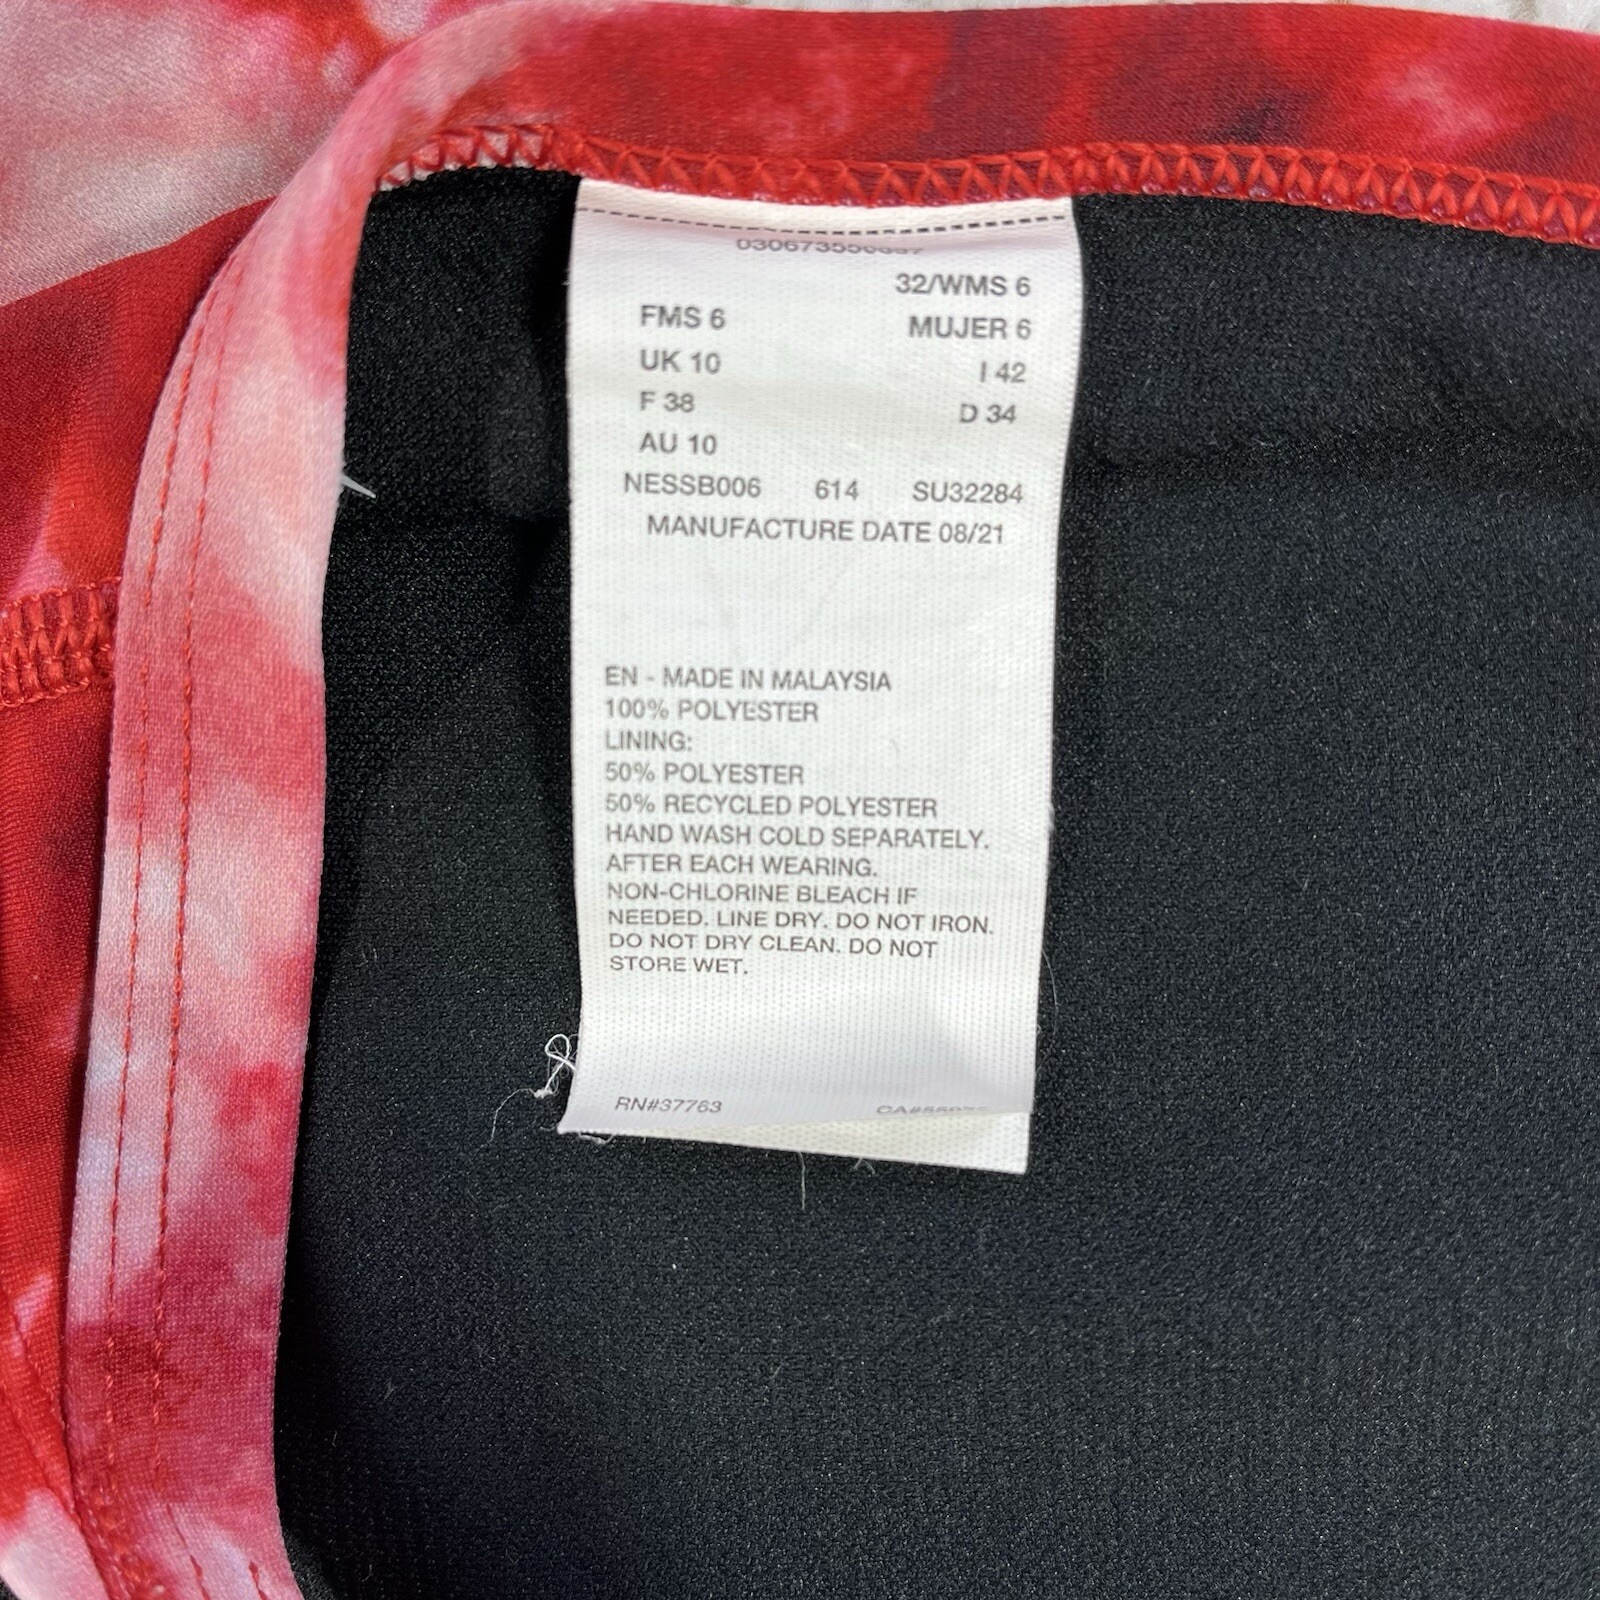 32/WMS 6
FMS 6 MUJER 6
UK 10 I 42
F 38 D 34
AU 10
NESSB006 614 SU32284
MANUFACTURE DATE 08/21
EN - MADE IN MALAYSIA
100% POLYESTER
LINING:
50% POLYESTER
50% RECYCLED POLYESTER
HAND WASH COLD SEPARATELY.
AFTER EACH WEARING.
NON-CHLORINE BLEACH IF
NEEDED. LINE DRY. DO NOT IRON.
DO NOT DRY CLEAN. DO NOT
STORE WET.
RN#37763